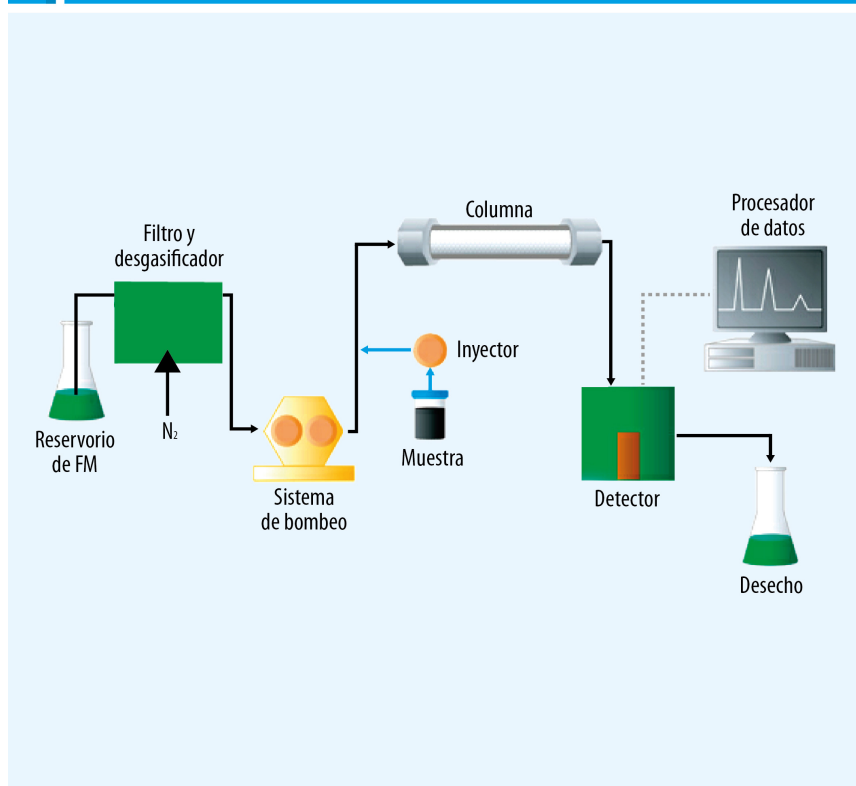 Procesador
de datos
Columna
Filtro y
desgasificador
Inyector
Reservorio
de FM
N₂
Muestra
Sistema
de bombeo
Detector
Desecho